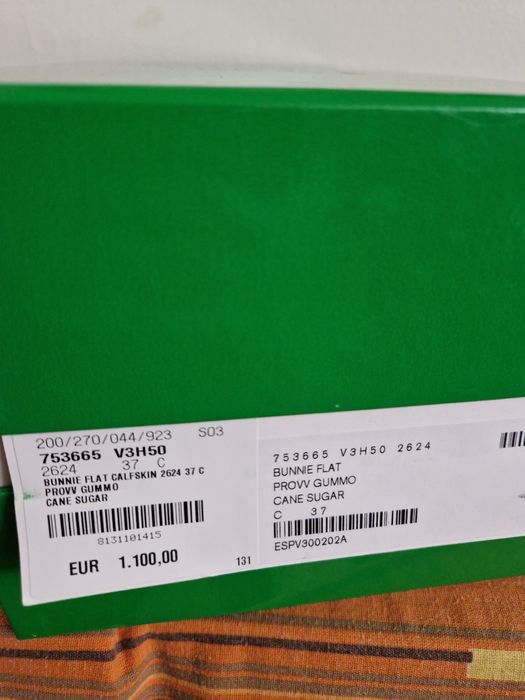 200/270/044/923 S03
753665 V3H50
2624 37 C
BUNNIE FLAT CALFSKIN 2624 37 C
PROVV GUMMO
CANE SUGAR
8131101415
EUR 1.100,00 131
753665 V3H50 2624
BUNNIE FLAT
PROVV GUMMO
CANE SUGAR
C 37
ESPV300202A